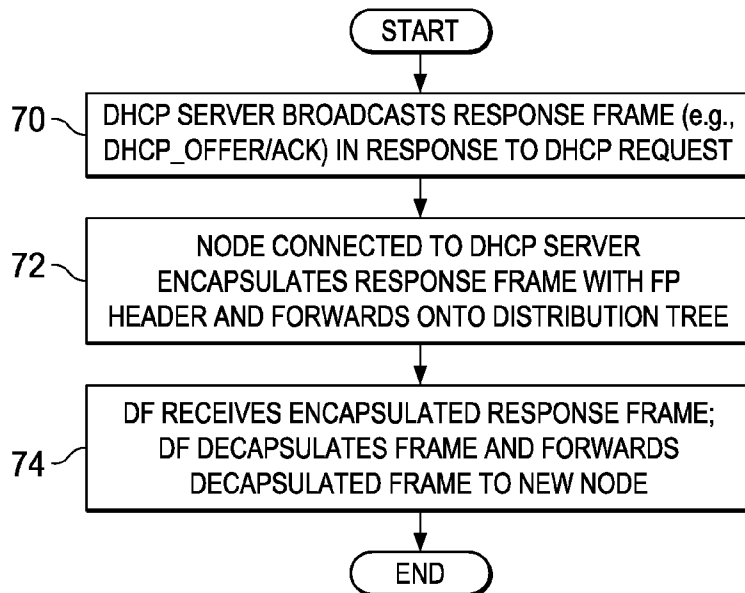 START
70
DHCP SERVER BROADCASTS RESPONSE FRAME (e.g.,
DHCP_OFFER/ACK) IN RESPONSE TO DHCP REQUEST
72
NODE CONNECTED TO DHCP SERVER
ENCAPSULATES RESPONSE FRAME WITH FP
HEADER AND FORWARDS ONTO DISTRIBUTION TREE
74
DF RECEIVES ENCAPSULATED RESPONSE FRAME;
DF DECAPSULATES FRAME AND FORWARDS
DECAPSULATED FRAME TO NEW NODE
END